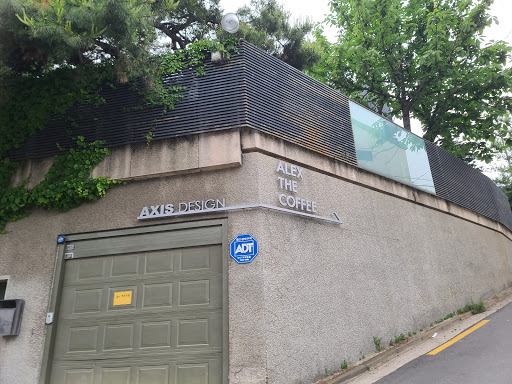 ALEX
THE
COFFEE
AXIS DESIGN
ADT